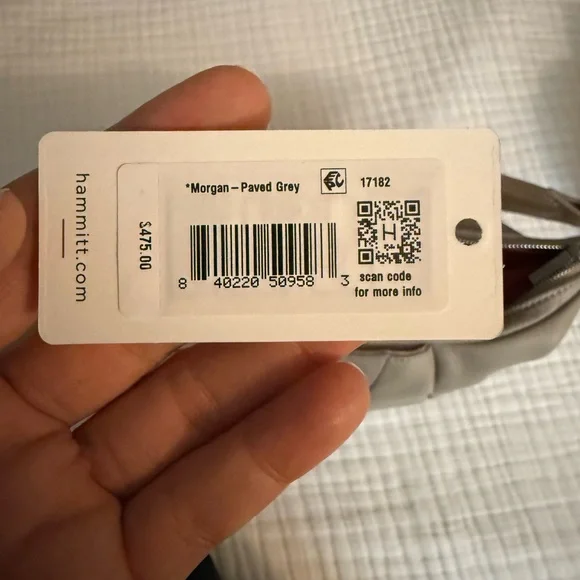 hammitt.com
$475.00
*Morgan – Paved Grey
17182
8 40220 50958 3
scan code
for more info